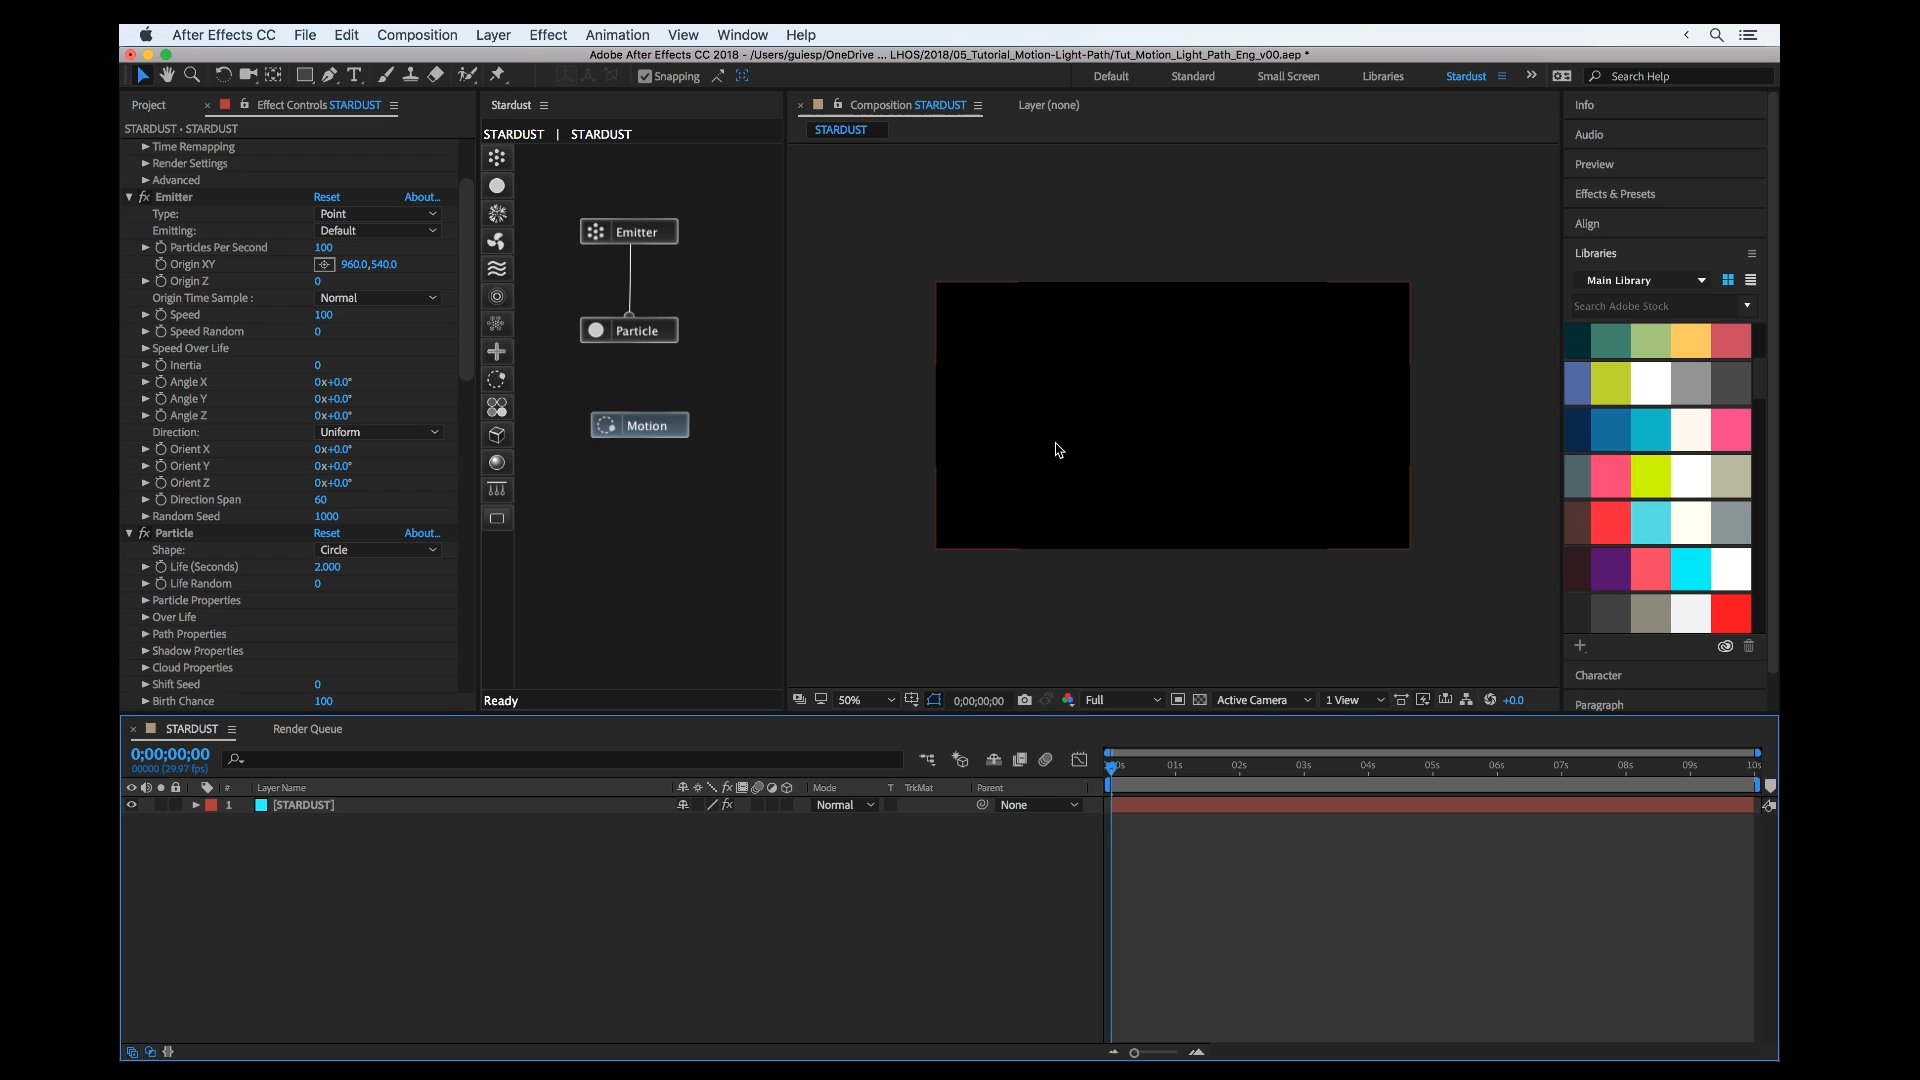 After Effects CC File Edit Composition Layer Effect Animation View Window Help
Adobe After Effects CC 2018 - /Users/guiesp/OneDrive ... LHOS/2018/05_Tutorial_Motion-Light-Path/Tut_Motion_Light_Path_Eng_v00.aep *
Snapping Default Standard Small Screen Libraries Stardust Search Help
Project Effect Controls STARDUST Stardust Composition STARDUST Layer (none)
STARDUST • STARDUST
STARDUST | STARDUST
STARDUST
Time Remapping
Render Settings
Advanced
fx Emitter Reset About...
Type: Point
Emitting: Default
Particles Per Second 100
Origin XY 960.0,540.0
Origin Z 0
Origin Time Sample : Normal
Speed 100
Speed Random 0
Speed Over Life
Inertia 0
Angle X 0x+0.0°
Angle Y 0x+0.0°
Angle Z 0x+0.0°
Direction: Uniform
Orient X 0x+0.0°
Orient Y 0x+0.0°
Orient Z 0x+0.0°
Direction Span 60
Random Seed 1000
fx Particle Reset About...
Shape: Circle
Life (Seconds) 2.000
Life Random 0
Particle Properties
Over Life
Path Properties
Shadow Properties
Cloud Properties
Shift Seed 0
Birth Chance 100
Emitter
Particle
Motion
Ready
50% 0;00;00;00 Full Active Camera 1 View +0.0
Info
Audio
Preview
Effects & Presets
Align
Libraries
Main Library
Search Adobe Stock
Character
Paragraph
STARDUST Render Queue
0;00;00;00
00000 (29.97 fps)
01s 02s 03s 04s 05s 06s 07s 08s 09s 10s
# Layer Name fx Mode T TrkMat Parent
1 [STARDUST] fx Normal None